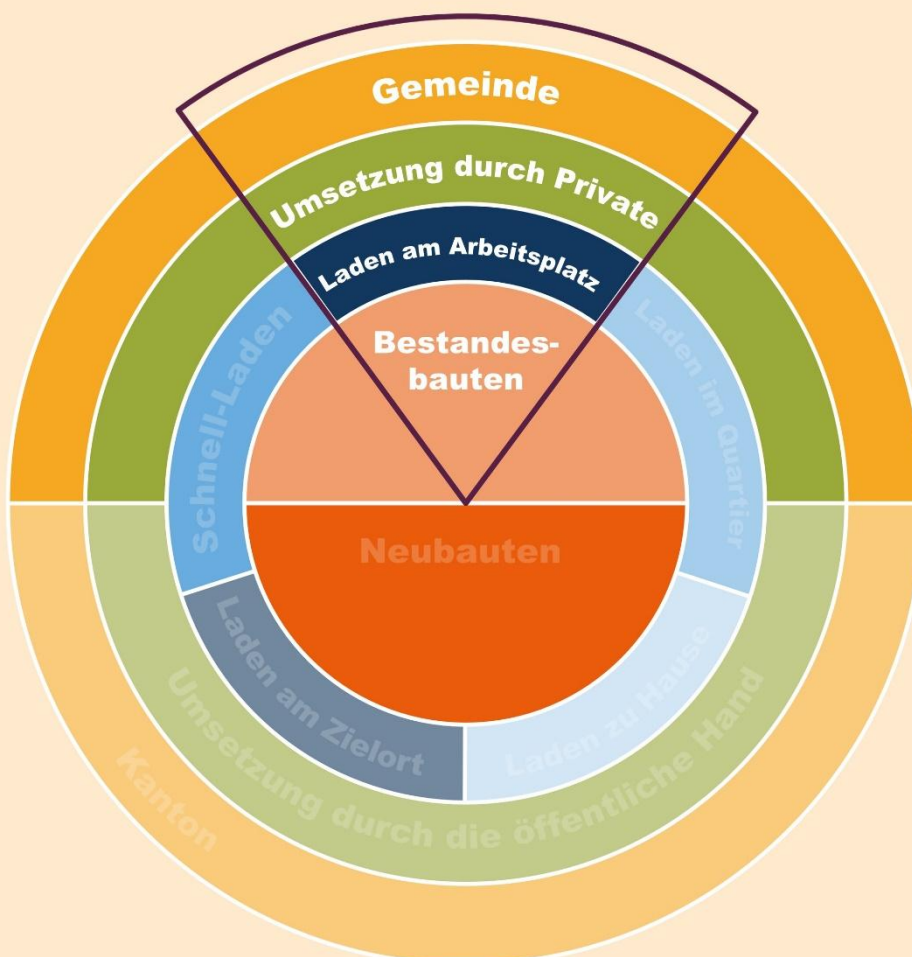 Gemeinde
Umsetzung durch Private
Laden am Arbeitsplatz
Bestandes-
bauten
Schnell-Laden
Laden im Quartier
Neubauten
Laden am Zielort
Laden zu Hause
Umsetzung durch die öffentliche Hand
Kanton